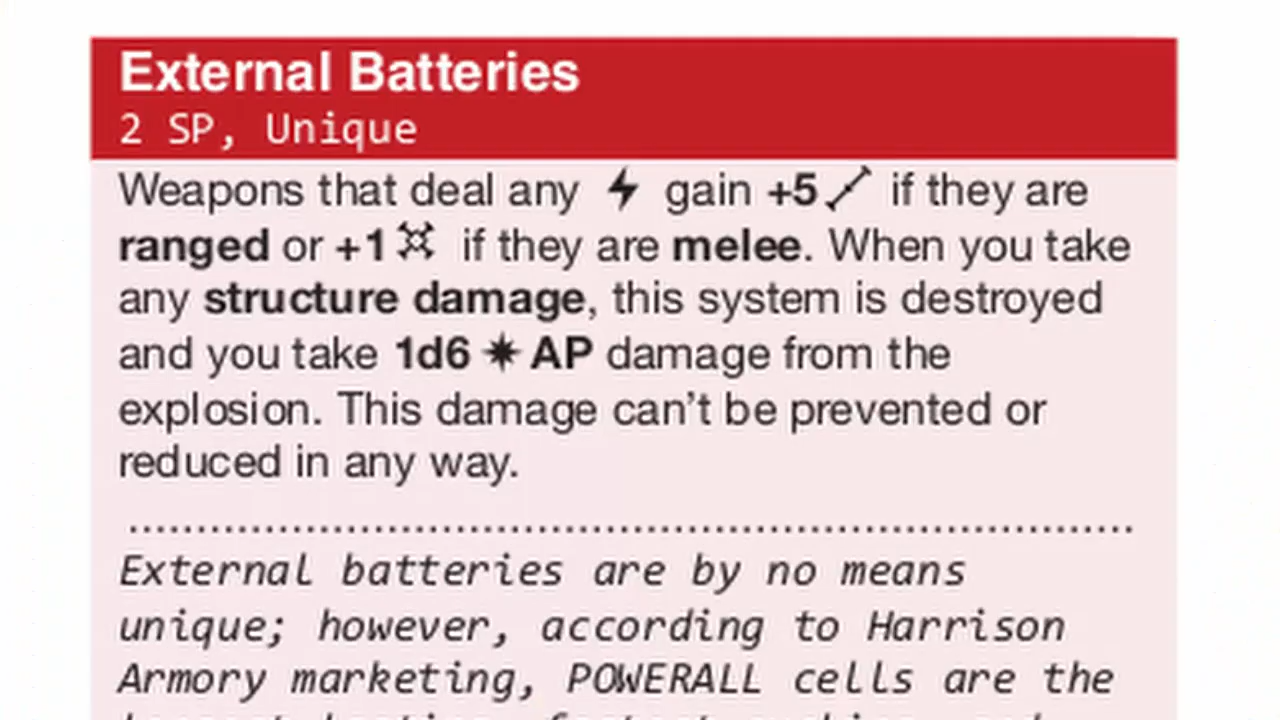 External Batteries
2 SP, Unique
Weapons that deal any gain +5 if they are
ranged or +1 if they are melee. When you take
any structure damage, this system is destroyed
and you take 1d6 AP damage from the
explosion. This damage can’t be prevented or
reduced in any way.
External batteries are by no means
unique; however, according to Harrison
Armory marketing, POWERALL cells are the